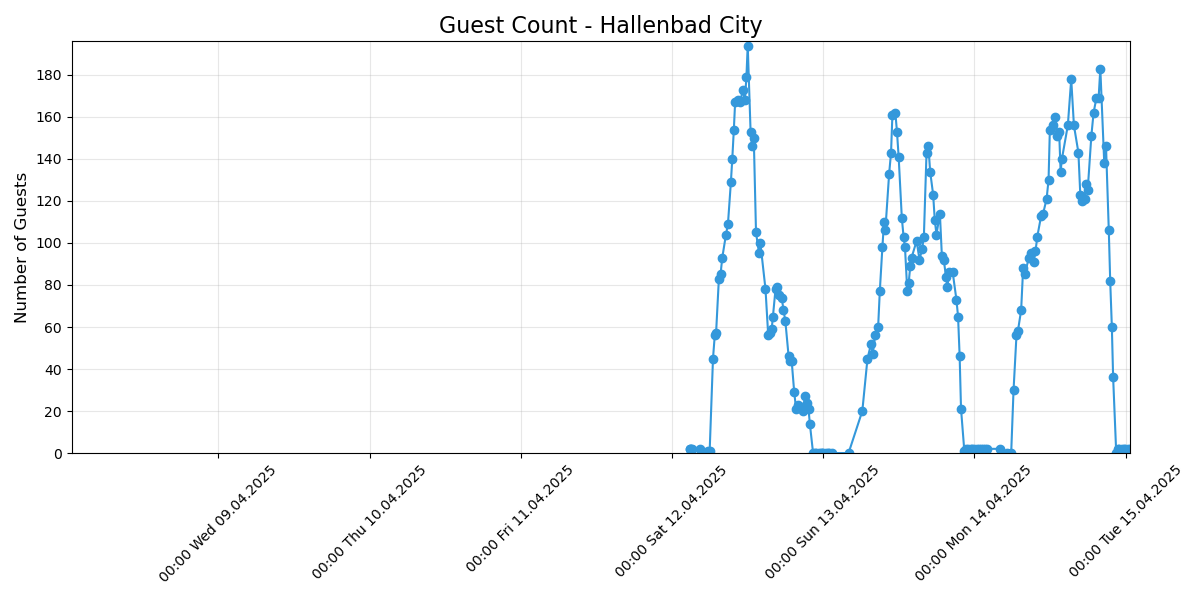 Guest Count - Hallenbad City
Number of Guests
180
160
140
120
100
80
60
40
20
0
00:00 Wed 09.04.2025
00:00 Thu 10.04.2025
00:00 Fri 11.04.2025
00:00 Sat 12.04.2025
00:00 Sun 13.04.2025
00:00 Mon 14.04.2025
00:00 Tue 15.04.2025